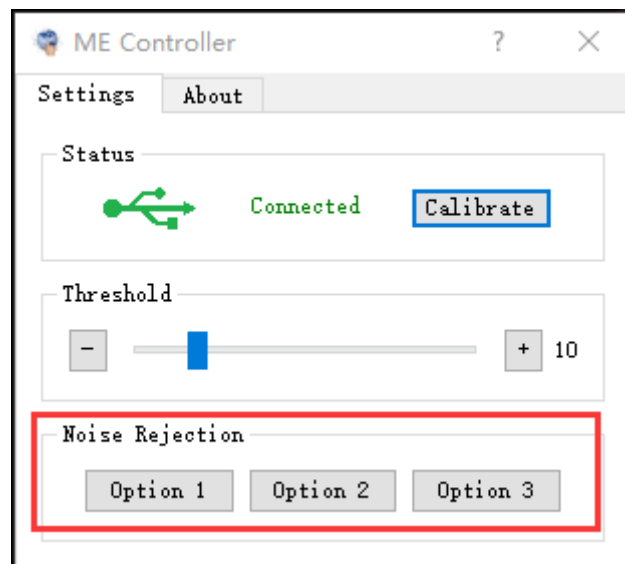 ME Controller ? ×
Settings About
Status
Connected Calibrate
Threshold
− + 10
Noise Rejection
Option 1 Option 2 Option 3